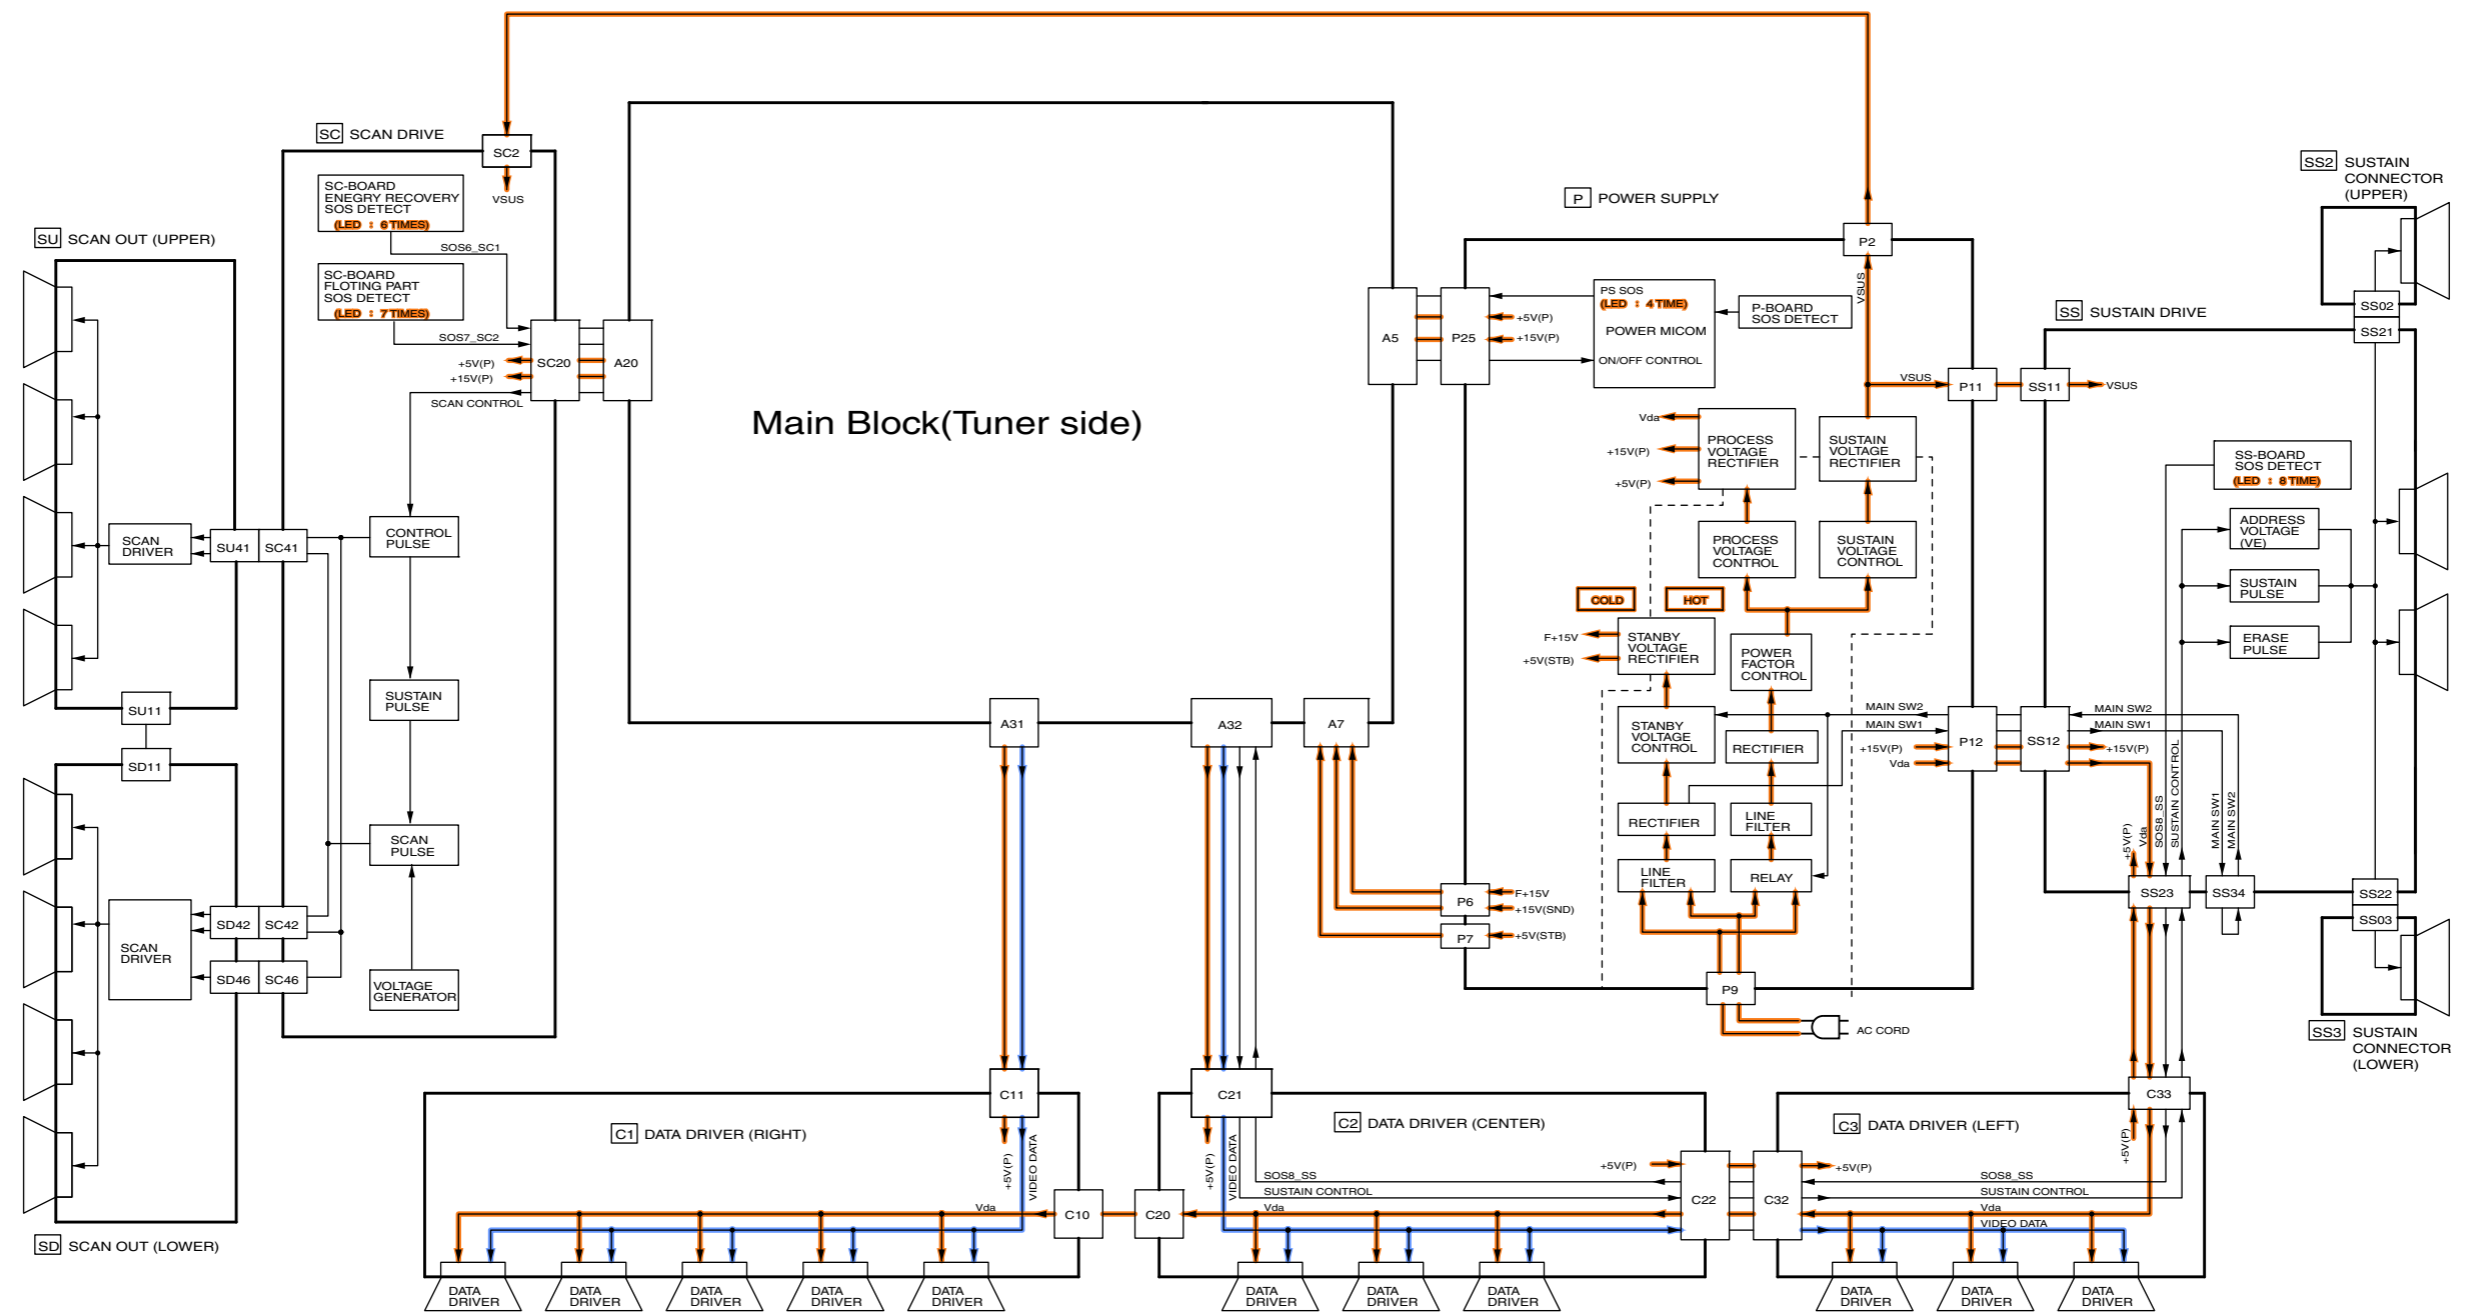 SC SCAN DRIVE
SC2
VSUS
SC-BOARD
ENEGRY RECOVERY
SOS DETECT
(LED : 6 TIMES)
SOS6_SC1
SC-BOARD
FLOTING PART
SOS DETECT
(LED : 7 TIMES)
SOS7_SC2
+5V(P)
+15V(P)
SCAN CONTROL
SC20
A20
SU SCAN OUT (UPPER)
SCAN
DRIVER
SU41
SC41
CONTROL
PULSE
SUSTAIN
PULSE
SCAN
PULSE
VOLTAGE
GENERATOR
SU11
SD11
SCAN
DRIVER
SD42
SC42
SD46
SC46
SD SCAN OUT (LOWER)
Main Block(Tuner side)
A5
P25
A31
A32
A7
P POWER SUPPLY
P2
VSUS
PS SOS
(LED : 4 TIME)
POWER MICOM
ON/OFF CONTROL
P-BOARD
SOS DETECT
+5V(P)
+15V(P)
VSUS
P11
SS11
VSUS
Vda
+15V(P)
+5V(P)
PROCESS
VOLTAGE
RECTIFIER
SUSTAIN
VOLTAGE
RECTIFIER
PROCESS
VOLTAGE
CONTROL
SUSTAIN
VOLTAGE
CONTROL
COLD
HOT
F+15V
+5V(STB)
STANBY
VOLTAGE
RECTIFIER
POWER
FACTOR
CONTROL
STANBY
VOLTAGE
CONTROL
RECTIFIER
RECTIFIER
LINE
FILTER
LINE
FILTER
RELAY
MAIN SW2
MAIN SW1
+15V(P)
Vda
P12
SS12
MAIN SW2
MAIN SW1
+15V(P)
P6
P7
F+15V
+15V(SND)
+5V(STB)
P9
AC CORD
SS2 SUSTAIN
CONNECTOR
(UPPER)
SS02
SS21
SS SUSTAIN DRIVE
SS-BOARD
SOS DETECT
(LED : 8 TIME)
ADDRESS
VOLTAGE
(VE)
SUSTAIN
PULSE
ERASE
PULSE
+5V(P)
Vda
SOS8_SS
SUSTAIN CONTROL
MAIN SW1
MAIN SW2
SS23
SS34
SS22
SS03
SS3 SUSTAIN
CONNECTOR
(LOWER)
C11
C1 DATA DRIVER (RIGHT)
+5V(P)
VIDEO DATA
Vda
C10
DATA
DRIVER
DATA
DRIVER
DATA
DRIVER
DATA
DRIVER
DATA
DRIVER
C21
C2 DATA DRIVER (CENTER)
+5V(P)
VIDEO DATA
SOS8_SS
SUSTAIN CONTROL
Vda
+5V(P)
C20
C22
DATA
DRIVER
DATA
DRIVER
DATA
DRIVER
C33
C3 DATA DRIVER (LEFT)
+5V(P)
C32
+5V(P)
SOS8_SS
SUSTAIN CONTROL
Vda
VIDEO DATA
DATA
DRIVER
DATA
DRIVER
DATA
DRIVER